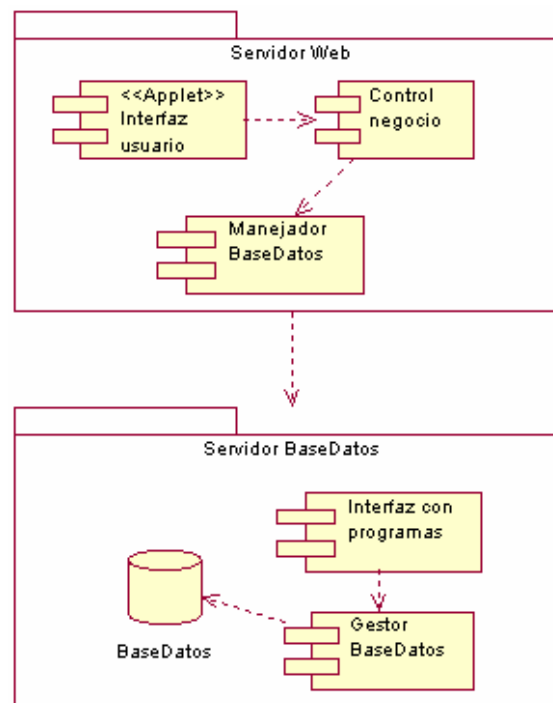 Servidor Web
<<Applet>>
Interfaz
usuario
Control
negocio
Manejador
BaseDatos
Servidor BaseDatos
Interfaz con
programas
Gestor
BaseDatos
BaseDatos